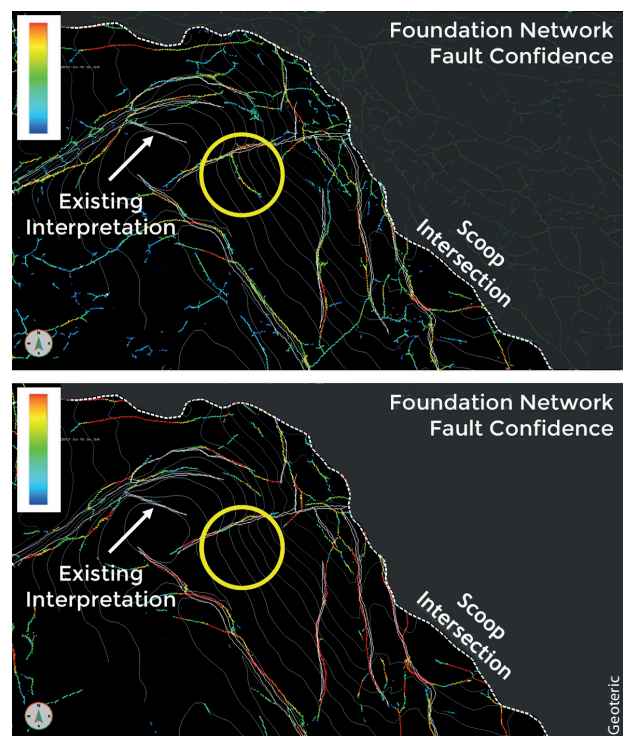 Foundation Network
Fault Confidence
Existing
Interpretation
Scoop
Intersection
Foundation Network
Fault Confidence
Existing
Interpretation
Scoop
Intersection
Geoteric